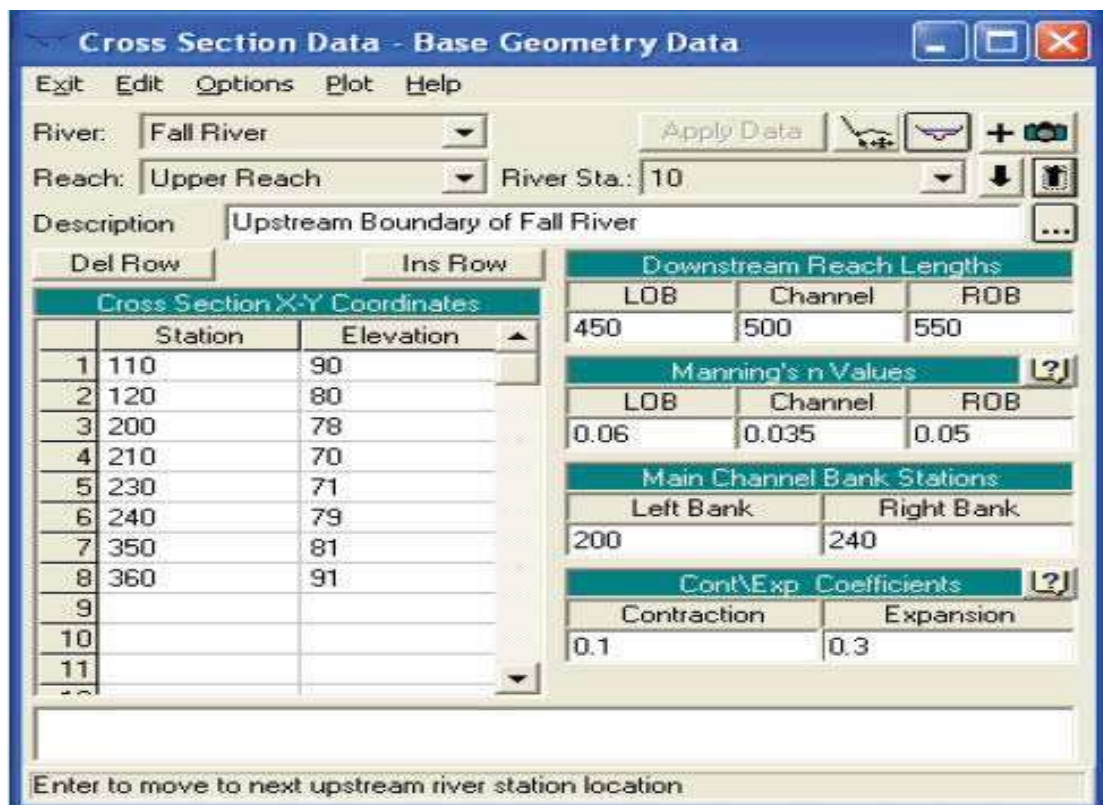 Cross Section Data - Base Geometry Data
Exit Edit Options Plot Help
River: Fall River Apply Data
Reach: Upper Reach River Sta.: 10
Description Upstream Boundary of Fall River ...
Del Row Ins Row
Cross Section X-Y Coordinates
Station Elevation
1 110 90
2 120 80
3 200 78
4 210 70
5 230 71
6 240 79
7 350 81
8 360 91
9
10
11
Downstream Reach Lengths
LOB Channel ROB
450 500 550
Manning's n Values
LOB Channel ROB
0.06 0.035 0.05
Main Channel Bank Stations
Left Bank Right Bank
200 240
Cont\Exp Coefficients
Contraction Expansion
0.1 0.3
Enter to move to next upstream river station location